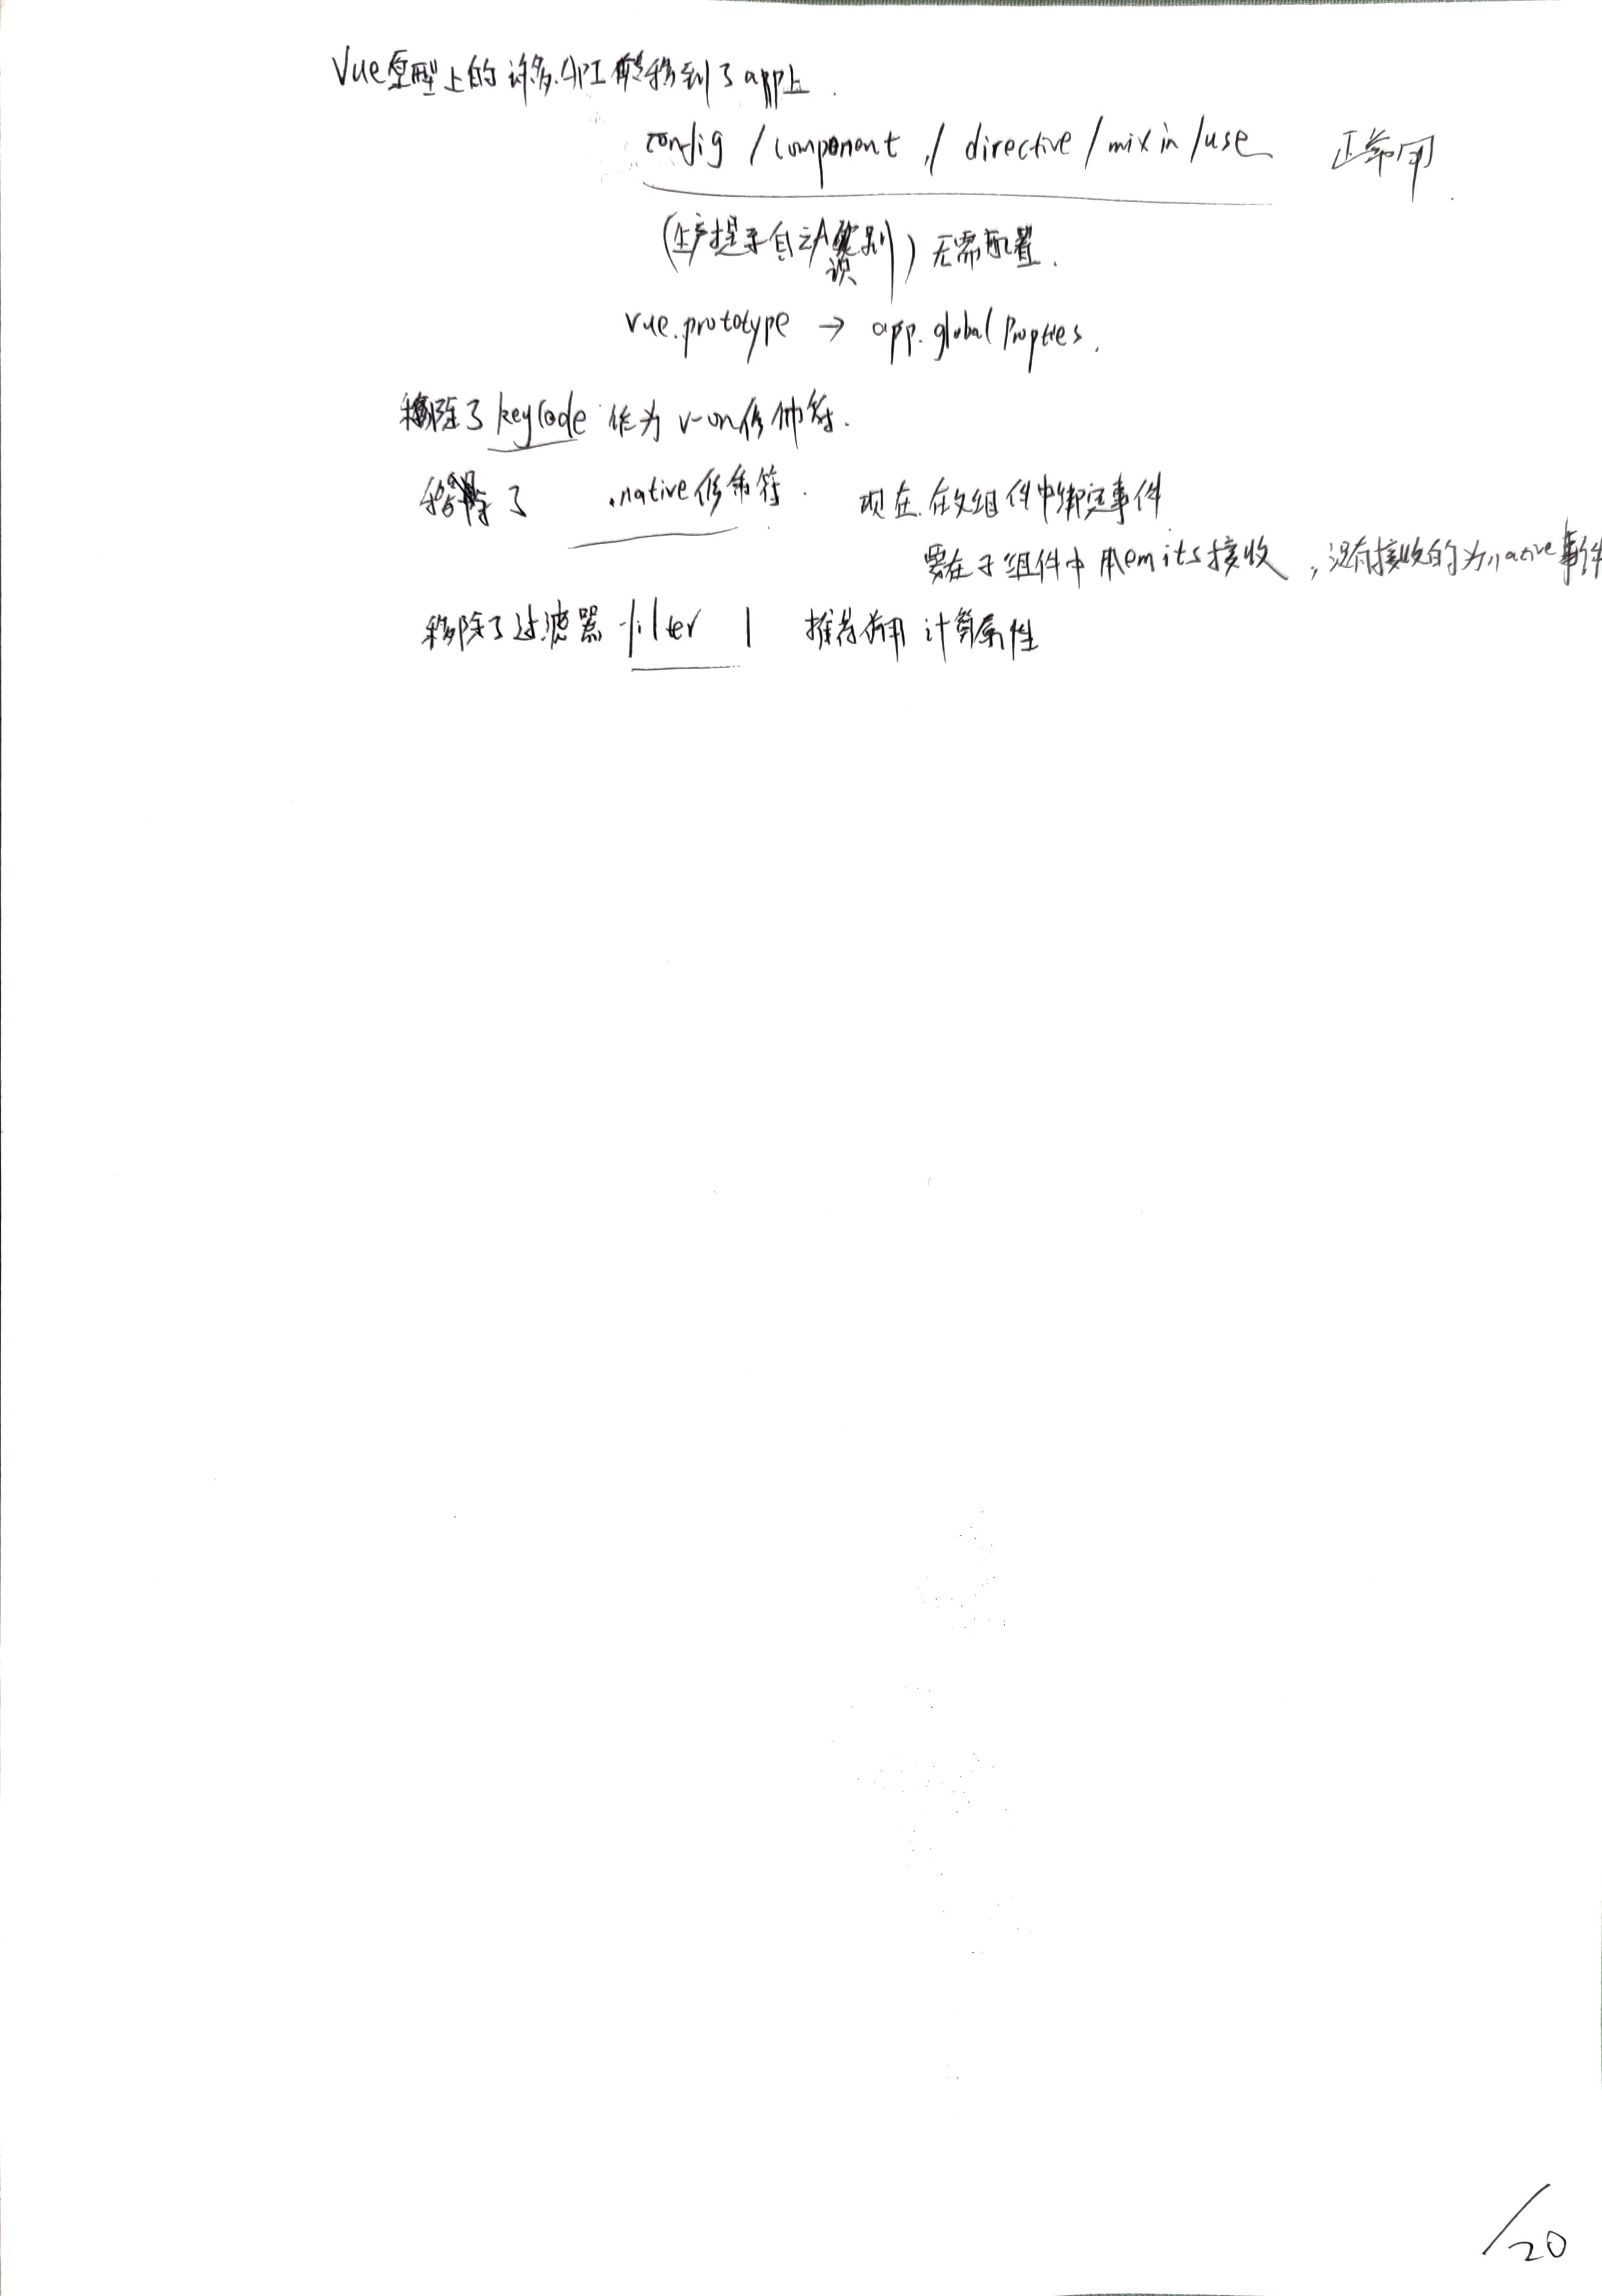 Vue原型上的许多API转移到了app上.
config / component / directive / mixin / use 正常用.
(生产提示自动识别) 无需配置.
vue.prototype → app.globalPropties.
移除了keyCode 作为 v-on修饰符.
移除了 .native修饰符. 现在在父组件中绑定事件
要在子组件中用emits接收,没有接收的为native事件
移除了过滤器filter | 推荐使用 计算属性
/20